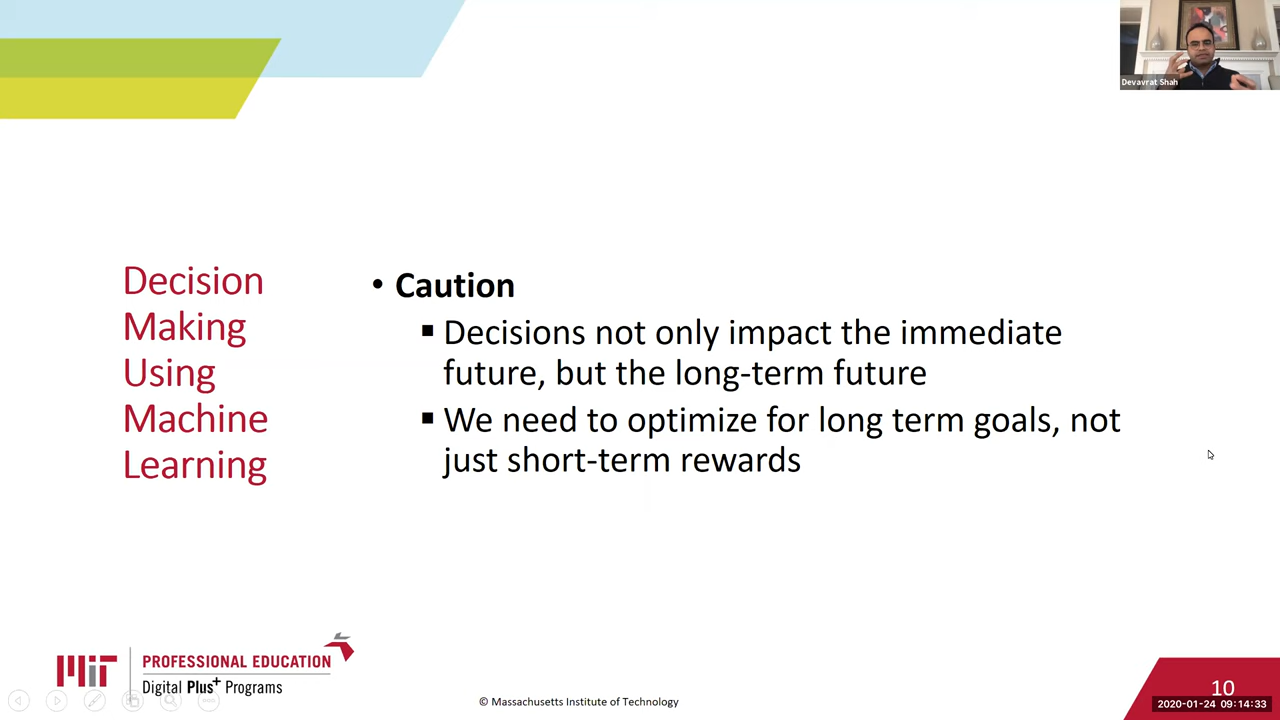 Devavrat Shah
Decision
Making
Using
Machine
Learning
• Caution
▪ Decisions not only impact the immediate
future, but the long-term future
▪ We need to optimize for long term goals, not
just short-term rewards
MIT
PROFESSIONAL EDUCATION
Digital Plus+ Programs
© Massachusetts Institute of Technology
10
2020-01-24 09:14:33